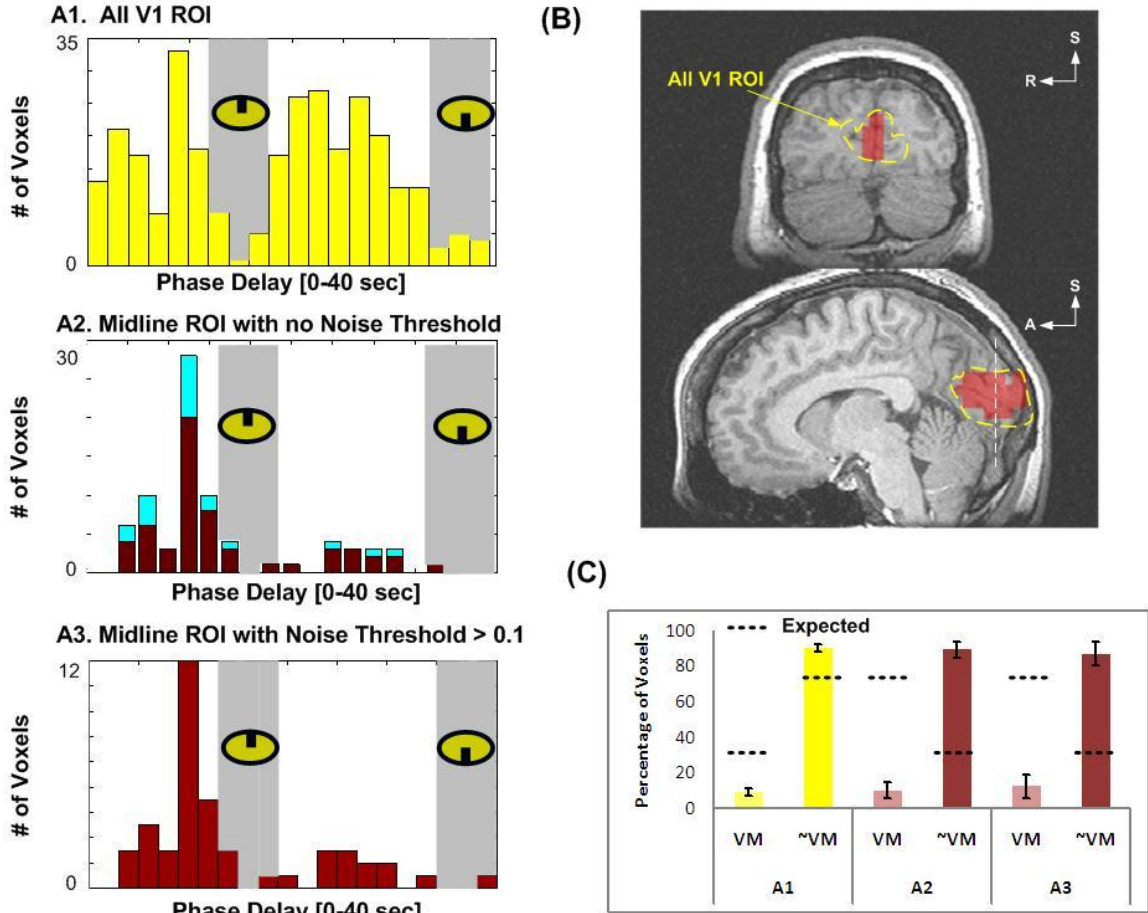 A1. All V1 ROI
35
# of Voxels
0
Phase Delay [0-40 sec]
A2. Midline ROI with no Noise Threshold
30
# of Voxels
0
Phase Delay [0-40 sec]
A3. Midline ROI with Noise Threshold > 0.1
12
# of Voxels
0
Phase Delay [0-40 sec]
(B)
All V1 ROI
S
R
S
A
(C)
Expected
Percentage of Voxels
100
80
60
40
20
0
VM ~VM VM ~VM VM ~VM
A1 A2 A3